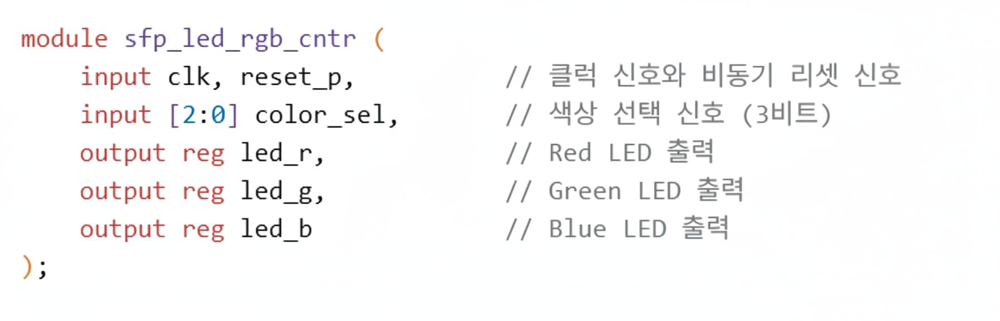 module sfp_led_rgb_cntr (
    input clk, reset_p,          // 클럭 신호와 비동기 리셋 신호
    input [2:0] color_sel,       // 색상 선택 신호 (3비트)
    output reg led_r,            // Red LED 출력
    output reg led_g,            // Green LED 출력
    output reg led_b             // Blue LED 출력
);